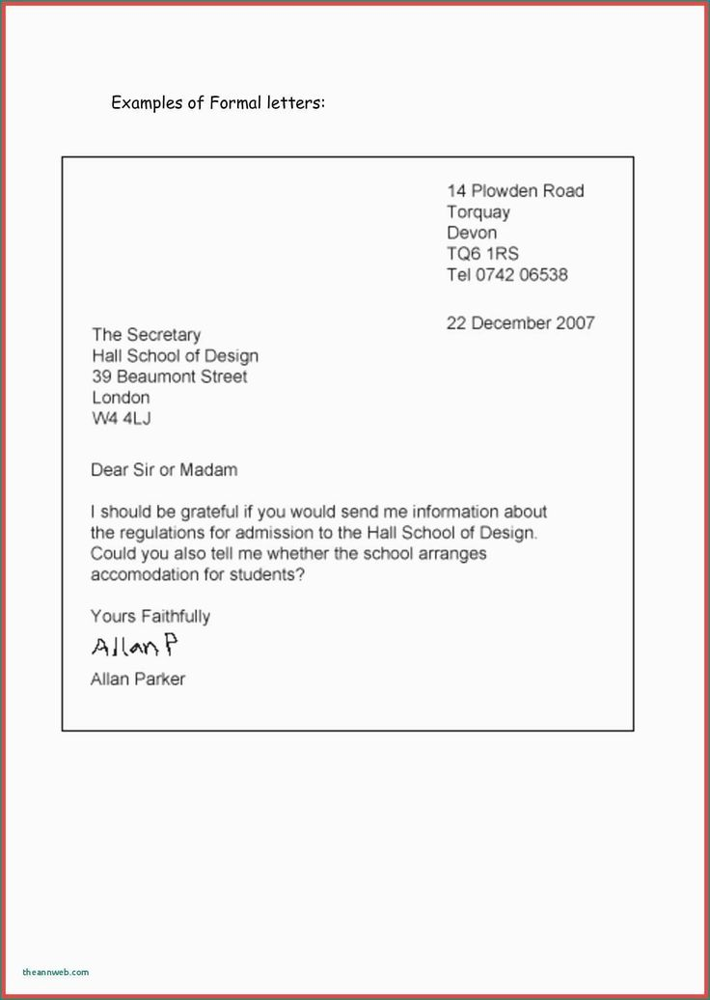 Examples of Formal letters:
14 Plowden Road
Torquay
Devon
TQ6 1RS
Tel 0742 06538
22 December 2007
The Secretary
Hall School of Design
39 Beaumont Street
London
W4 4LJ
Dear Sir or Madam
I should be grateful if you would send me information about
the regulations for admission to the Hall School of Design.
Could you also tell me whether the school arranges
accomodation for students?
Yours Faithfully
Allan P
Allan Parker
theannweb.com